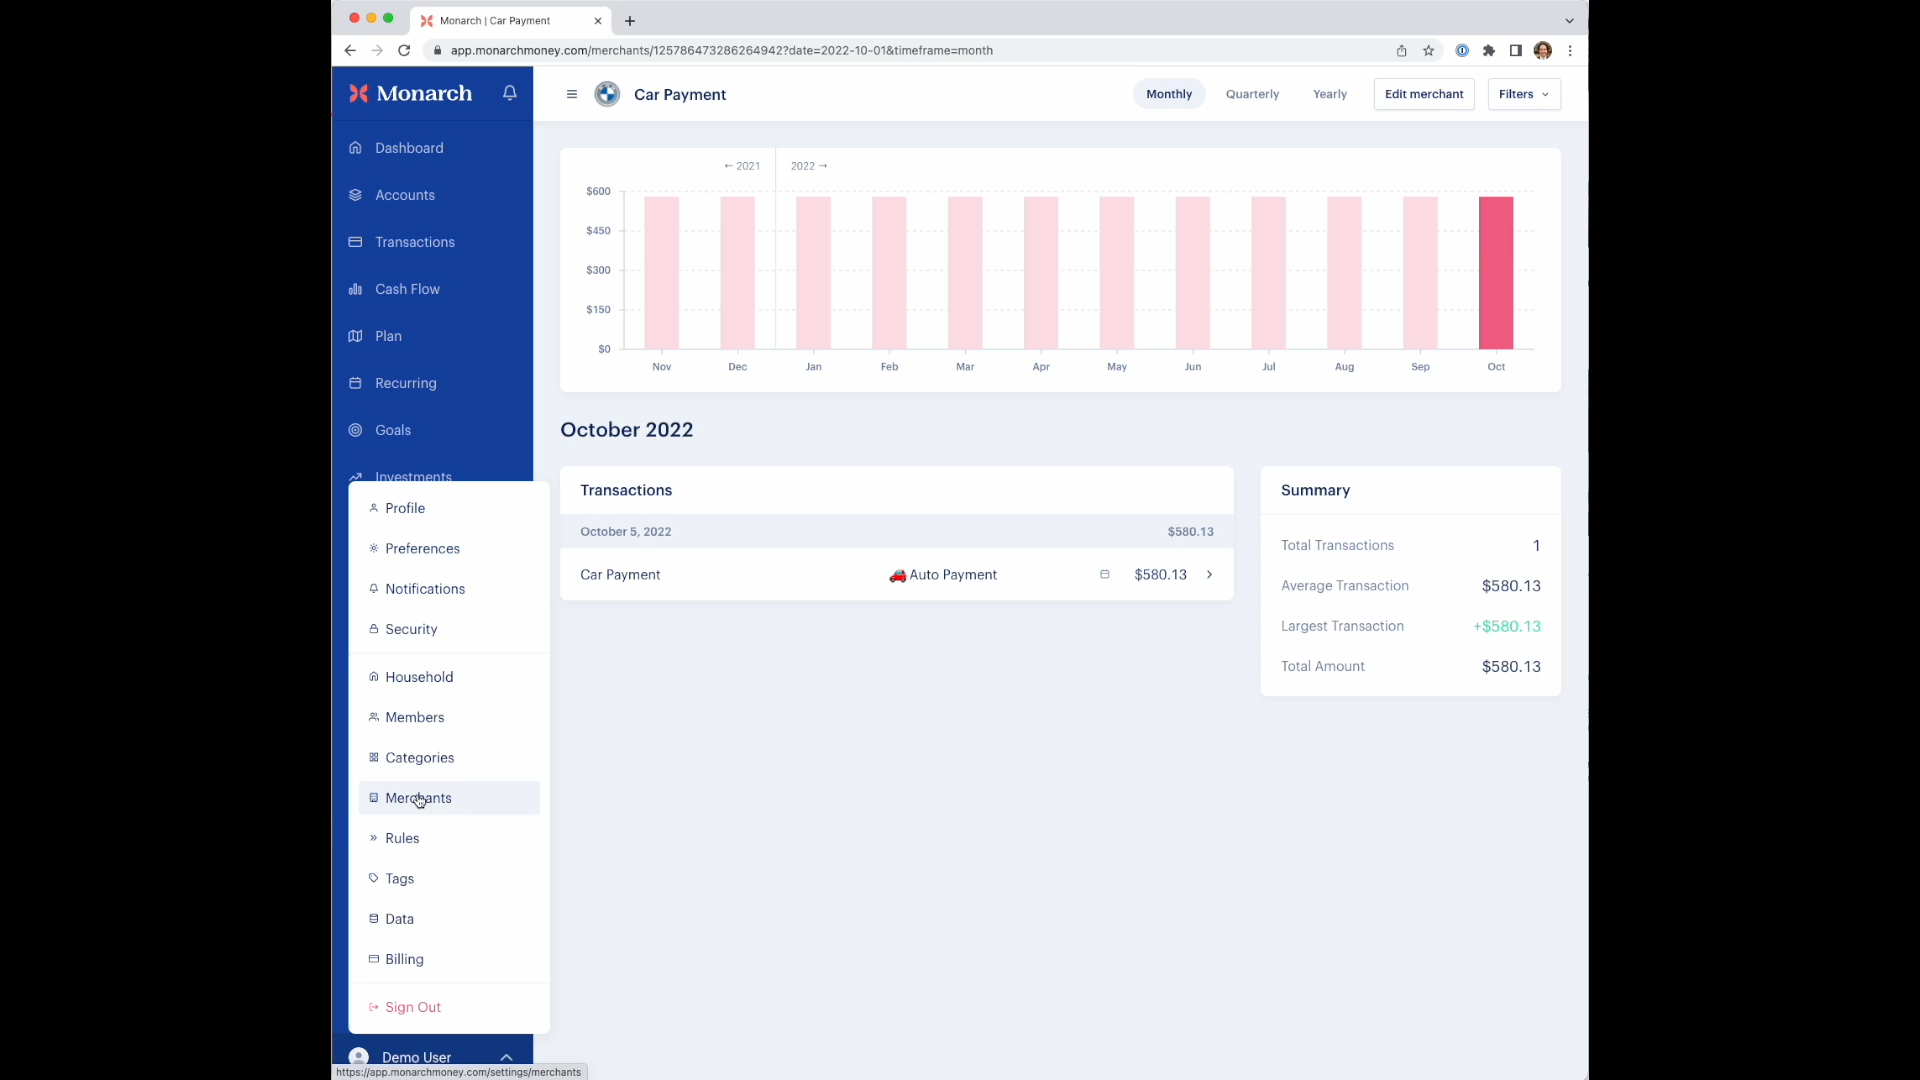 Monarch | Car Payment
app.monarchmoney.com/merchants/125786473286264942?date=2022-10-01&timeframe=month
Monarch
Car Payment
Monthly
Quarterly
Yearly
Edit merchant
Filters
Dashboard
Accounts
Transactions
Cash Flow
Plan
Recurring
Goals
Investments
Profile
Preferences
Notifications
Security
Household
Members
Categories
Merchants
Rules
Tags
Data
Billing
Sign Out
Demo User
https://app.monarchmoney.com/settings/merchants
← 2021
2022 →
$600
$450
$300
$150
$0
Nov Dec Jan Feb Mar Apr May Jun Jul Aug Sep Oct
October 2022
Transactions
October 5, 2022 $580.13
Car Payment 🚗 Auto Payment $580.13
Summary
Total Transactions 1
Average Transaction $580.13
Largest Transaction +$580.13
Total Amount $580.13